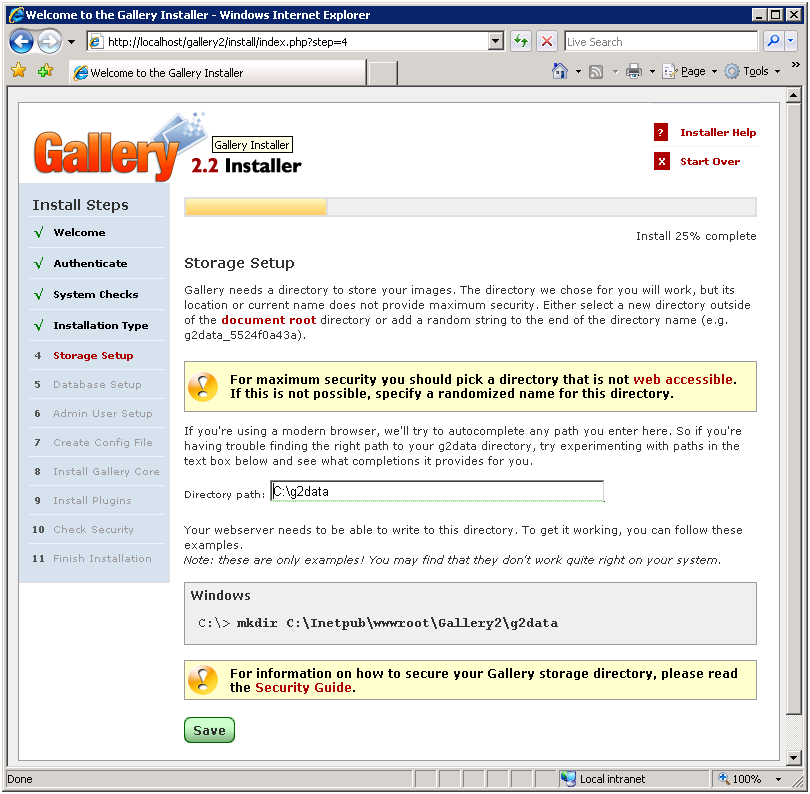 Welcome to the Gallery Installer - Windows Internet Explorer
http://localhost/gallery2/install/index.php?step=4
Live Search
Welcome to the Gallery Installer
Page
Tools
Gallery
2.2 Installer
Gallery Installer
? Installer Help
x Start Over
Install Steps
√ Welcome
√ Authenticate
√ System Checks
√ Installation Type
4 Storage Setup
5 Database Setup
6 Admin User Setup
7 Create Config File
8 Install Gallery Core
9 Install Plugins
10 Check Security
11 Finish Installation
Install 25% complete
Storage Setup
Gallery needs a directory to store your images. The directory we chose for you will work, but its
location or current name does not provide maximum security. Either select a new directory outside
of the document root directory or add a random string to the end of the directory name (e.g.
g2data_5524f0a43a).
For maximum security you should pick a directory that is not web accessible.
If this is not possible, specify a randomized name for this directory.
If you're using a modern browser, we'll try to autocomplete any path you enter here. So if you're
having trouble finding the right path to your g2data directory, try experimenting with paths in the
text box below and see what completions it provides for you.
Directory path: C:\g2data
Your webserver needs to be able to write to this directory. To get it working, you can follow these
examples.
Note: these are only examples! You may find that they don't work quite right on your system.
Windows
C:\> mkdir C:\Inetpub\wwwroot\Gallery2\g2data
For information on how to secure your Gallery storage directory, please read
the Security Guide.
Save
Done
Local intranet
100%